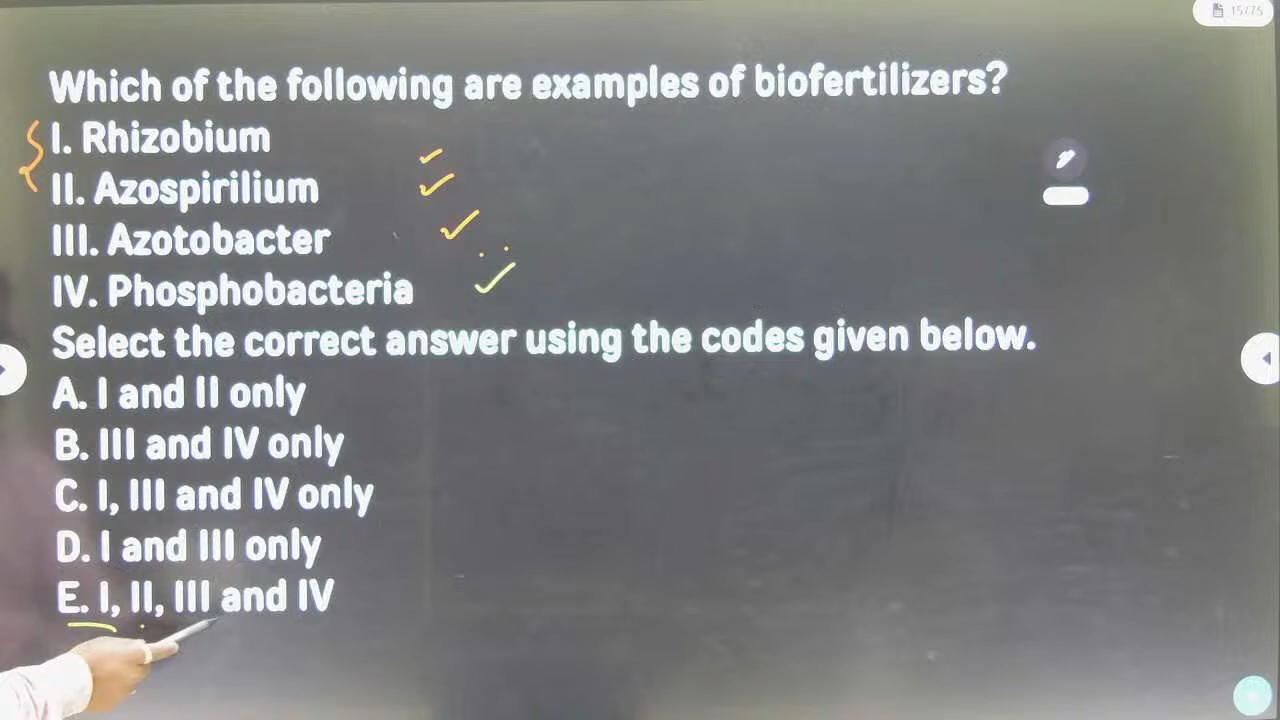 15/75
Which of the following are examples of biofertilizers?
I. Rhizobium
II. Azospirilium
III. Azotobacter
IV. Phosphobacteria
Select the correct answer using the codes given below.
A. I and II only
B. III and IV only
C. I, III and IV only
D. I and III only
E. I, II, III and IV